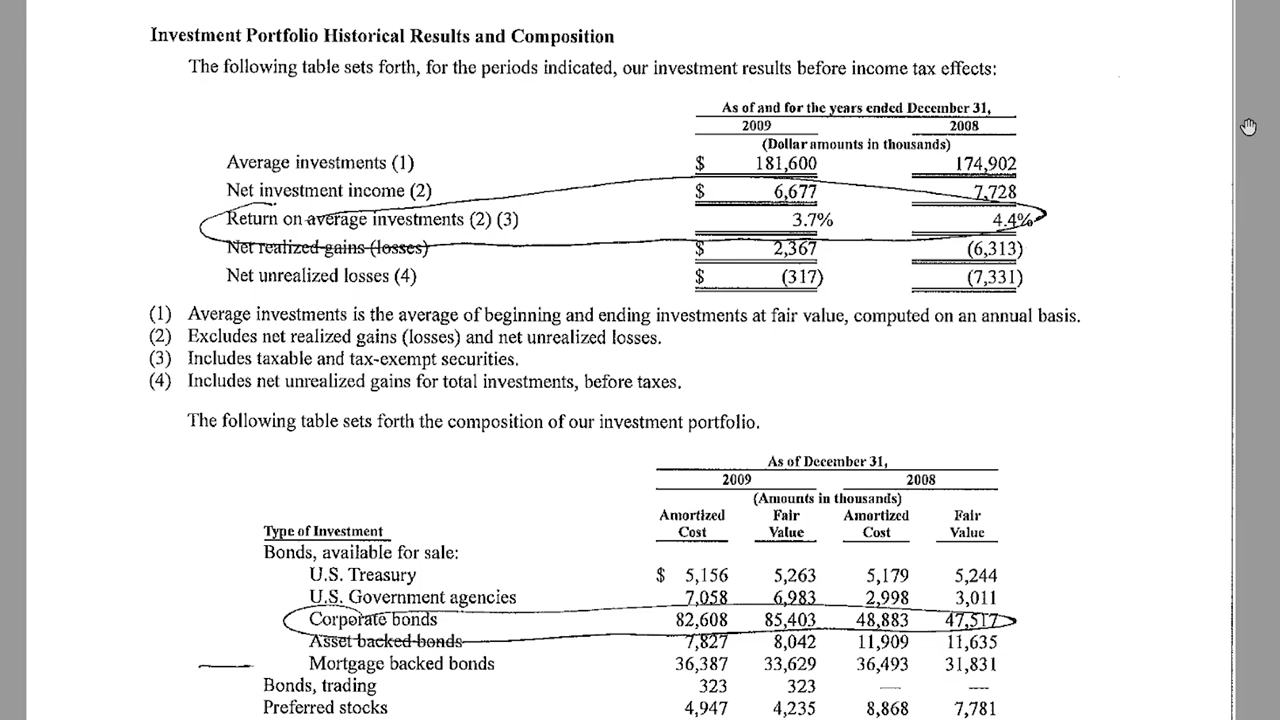 Investment Portfolio Historical Results and Composition
The following table sets forth, for the periods indicated, our investment results before income tax effects:
As of and for the years ended December 31,
2009 2008
(Dollar amounts in thousands)
Average investments (1) $ 181,600 174,902
Net investment income (2) $ 6,677 7,728
Return on average investments (2) (3) 3.7% 4.4%
Net realized gains (losses) $ 2,367 (6,313)
Net unrealized losses (4) $ (317) (7,331)
(1) Average investments is the average of beginning and ending investments at fair value, computed on an annual basis.
(2) Excludes net realized gains (losses) and net unrealized losses.
(3) Includes taxable and tax-exempt securities.
(4) Includes net unrealized gains for total investments, before taxes.
The following table sets forth the composition of our investment portfolio.
As of December 31,
2009 2008
(Amounts in thousands)
Amortized Fair Amortized Fair
Type of Investment Cost Value Cost Value
Bonds, available for sale:
U.S. Treasury $ 5,156 5,263 5,179 5,244
U.S. Government agencies 7,058 6,983 2,998 3,011
Corporate bonds 82,608 85,403 48,883 47,517
Asset backed bonds 7,827 8,042 11,909 11,635
Mortgage backed bonds 36,387 33,629 36,493 31,831
Bonds, trading 323 323 — —
Preferred stocks 4,947 4,235 8,868 7,781